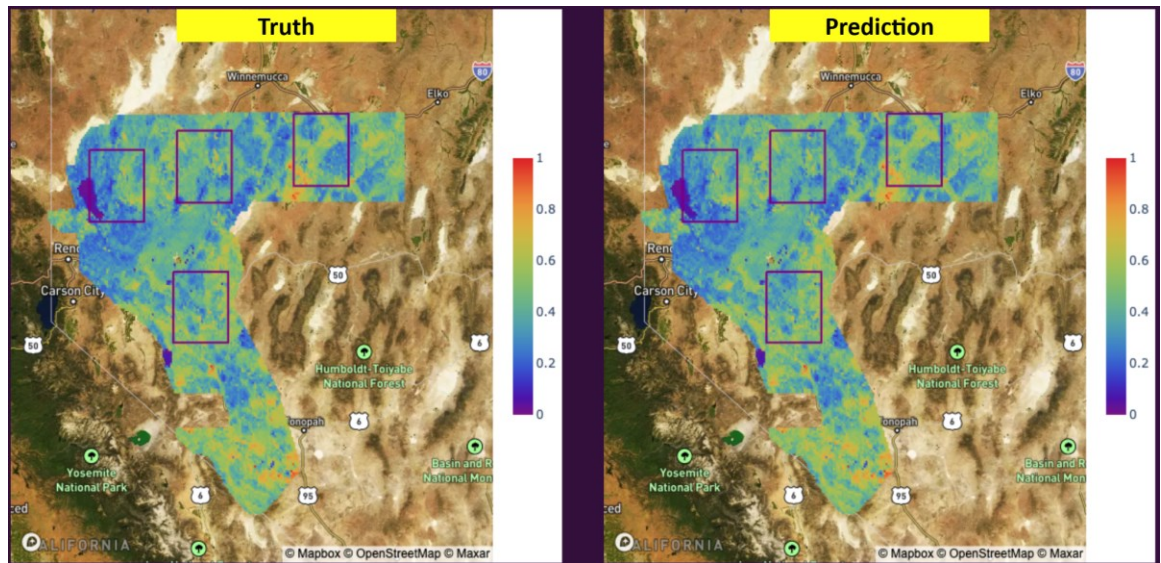 Truth
Winnemucca
80
Elko
1
0.8
0.6
0.4
0.2
0
Reno
50
Carson City
50
6
Humboldt-Toiyabe
National Forest
6
Yosemite
National Park
Basin and R
National Mon
6
95
ced
CALIFORNIA
© Mapbox © OpenStreetMap © Maxar
Prediction
Winnemucca
80
Elko
1
0.8
0.6
0.4
0.2
0
50
Carson City
50
6
Humboldt-Toiyabe
National Forest
6
Yosemite
National Park
Basin and R
National Mon
6
95
ced
CALIFORNIA
© Mapbox © OpenStreetMap © Maxar